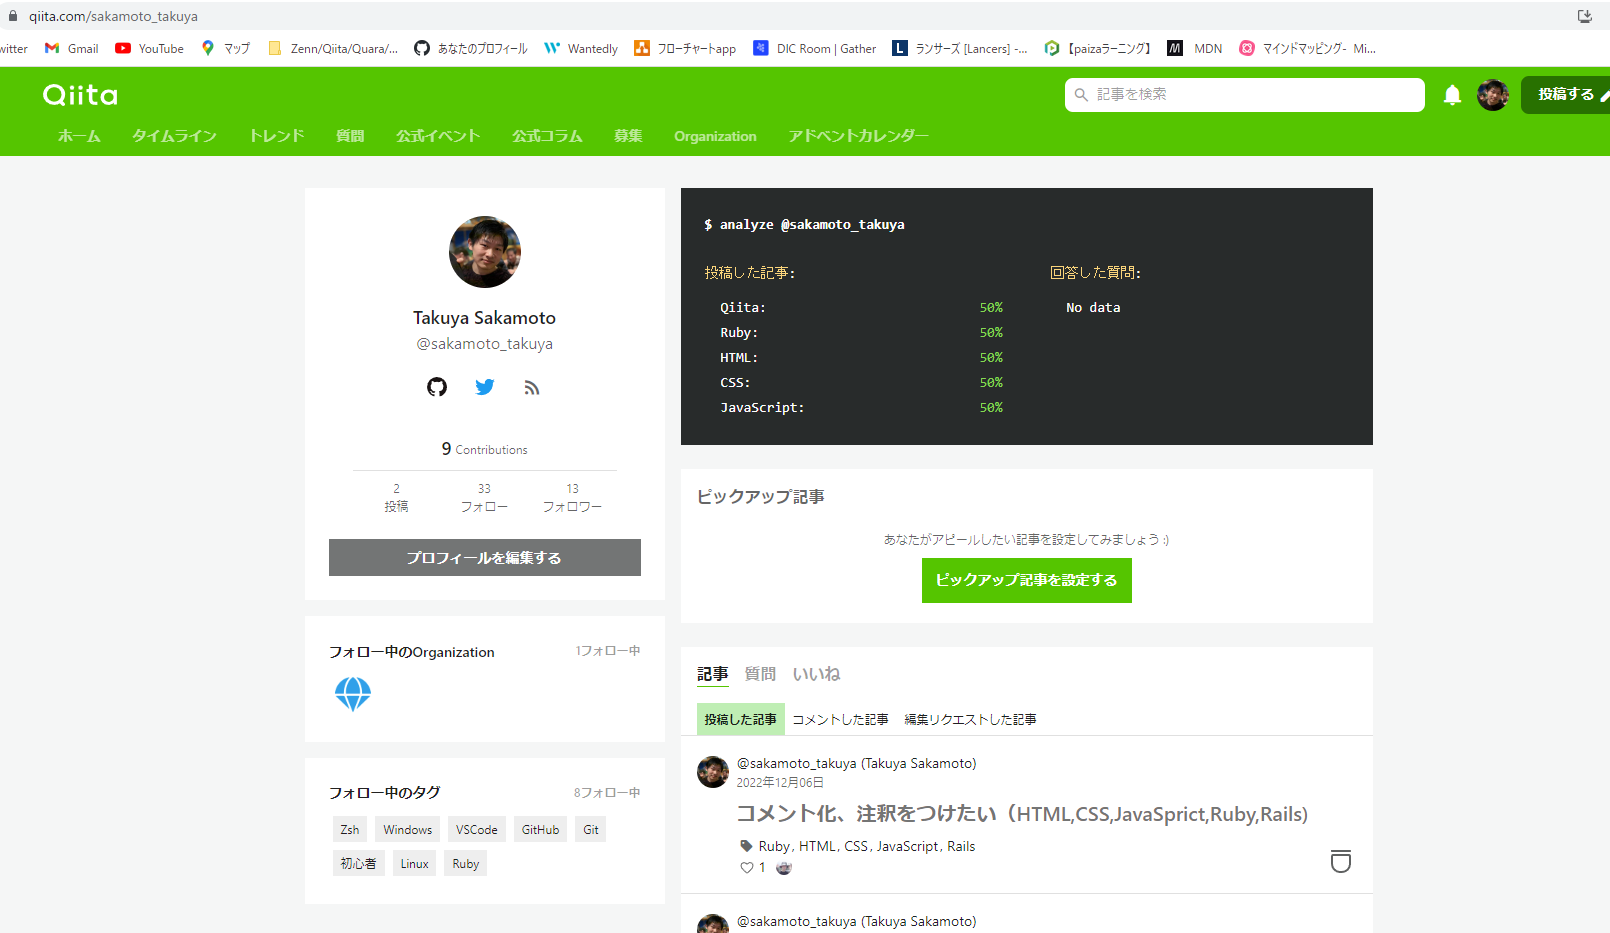 qiita.com/sakamoto_takuya
witter Gmail YouTube マップ Zenn/Qiita/Quara/... あなたのプロフィール Wantedly フローチャートapp DIC Room | Gather ランサーズ [Lancers] -... 【paizaラーニング】 MDN マインドマッピング- Mi...
Qiita 記事を検索 投稿する
ホーム タイムライン トレンド 質問 公式イベント 公式コラム 募集 Organization アドベントカレンダー
Takuya Sakamoto
@sakamoto_takuya
9 Contributions
2 33 13
投稿 フォロー フォロワー
プロフィールを編集する
フォロー中のOrganization 1フォロー中
フォロー中のタグ 8フォロー中
Zsh Windows VSCode GitHub Git
初心者 Linux Ruby
$ analyze @sakamoto_takuya
投稿した記事: 回答した質問:
Qiita: 50% No data
Ruby: 50%
HTML: 50%
CSS: 50%
JavaScript: 50%
ピックアップ記事
あなたがアピールしたい記事を設定してみましょう :)
ピックアップ記事を設定する
記事 質問 いいね
投稿した記事 コメントした記事 編集リクエストした記事
@sakamoto_takuya (Takuya Sakamoto)
2022年12月06日
コメント化、注釈をつけたい（HTML,CSS,JavaSprict,Ruby,Rails)
Ruby, HTML, CSS, JavaScript, Rails
1
@sakamoto_takuya (Takuya Sakamoto)